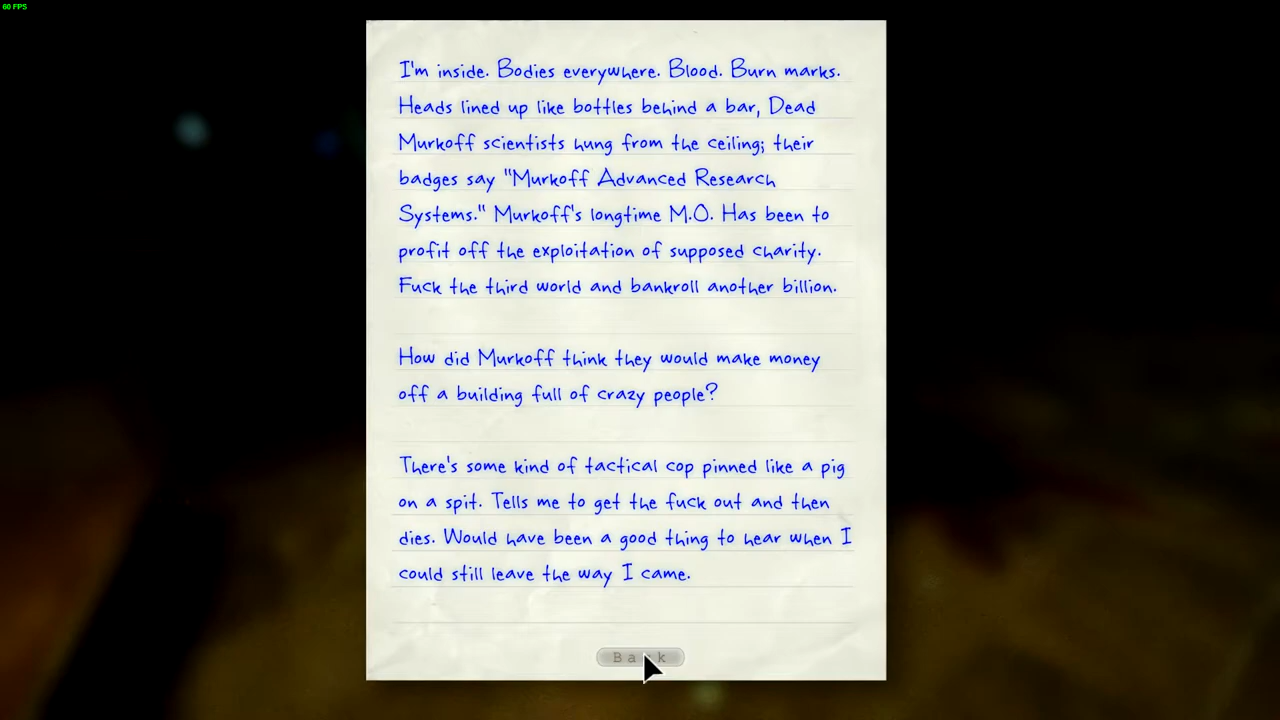 60 FPS
I'm inside. Bodies everywhere. Blood. Burn marks.
Heads lined up like bottles behind a bar, Dead
Murkoff scientists hung from the ceiling; their
badges say "Murkoff Advanced Research
Systems." Murkoff's longtime M.O. Has been to
profit off the exploitation of supposed charity.
Fuck the third world and bankroll another billion.
How did Murkoff think they would make money
off a building full of crazy people?
There's some kind of tactical cop pinned like a pig
on a spit. Tells me to get the fuck out and then
dies. Would have been a good thing to hear when I
could still leave the way I came.
Back